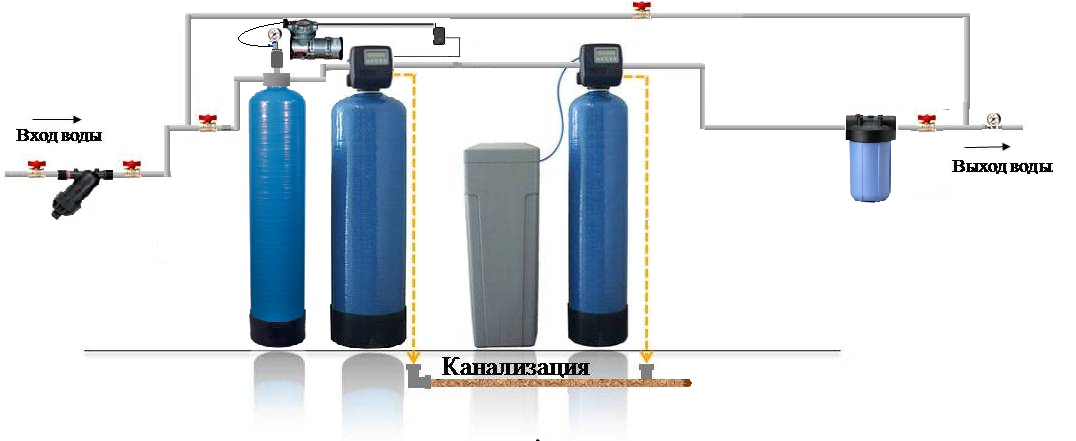 Вход воды
Выход воды
Канализация